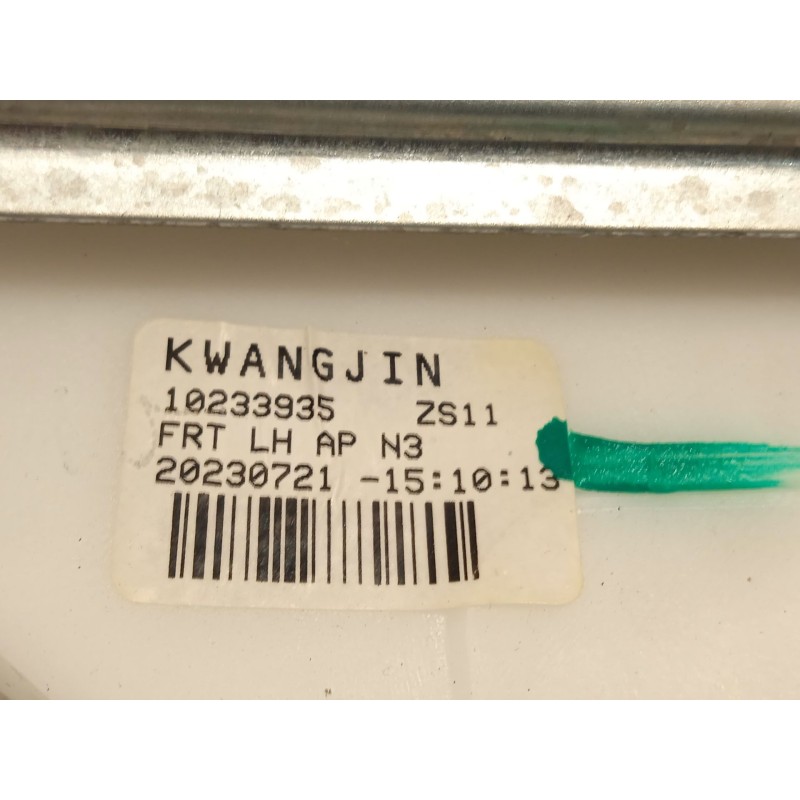 KWANGJIN
10233935 ZS11
FRT LH AP N3
20230721 -15:10:13